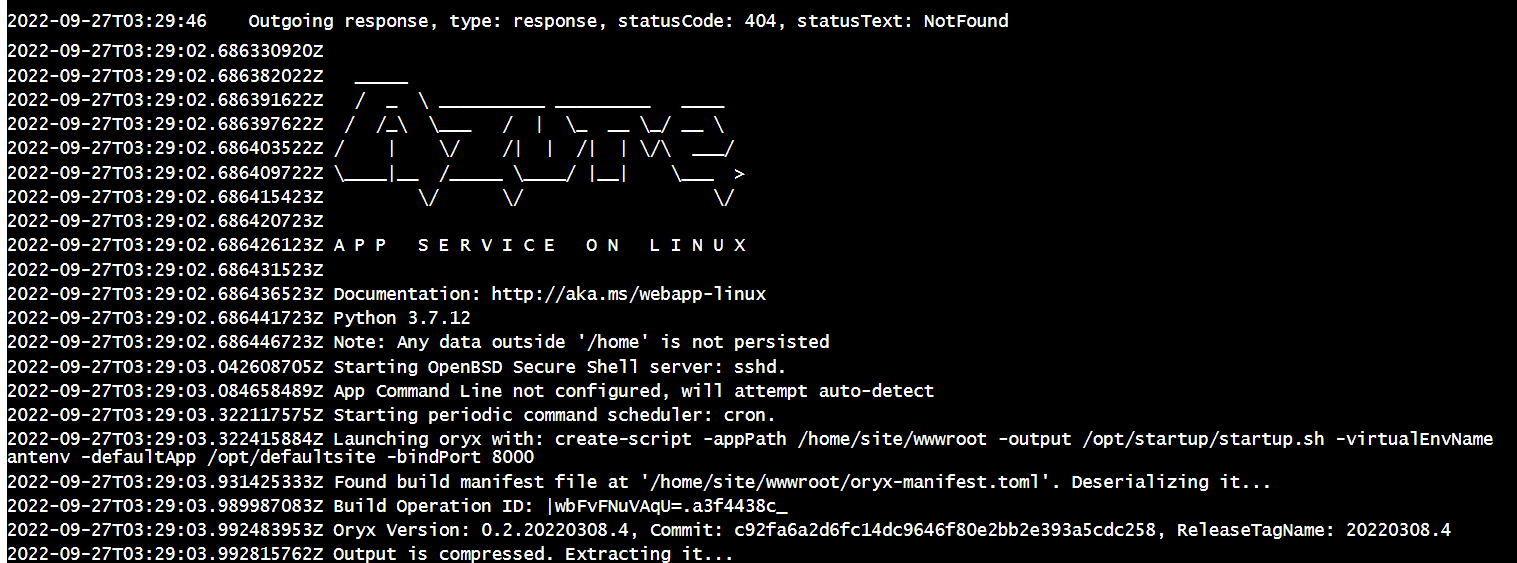 2022-09-27T03:29:46    Outgoing response, type: response, statusCode: 404, statusText: NotFound
2022-09-27T03:29:02.686330920Z
2022-09-27T03:29:02.686382022Z   _____
2022-09-27T03:29:02.686391622Z   /  _  \ __________ _________   ____
2022-09-27T03:29:02.686397622Z  /  /_\  \___   /  |  \_  __ \_/ __ \
2022-09-27T03:29:02.686403522Z /    |    \/    /|  |  /|  | \/\  ___/
2022-09-27T03:29:02.686409722Z \____|__  /_____ \____/ |__|    \___  >
2022-09-27T03:29:02.686415423Z         \/      \/                  \/
2022-09-27T03:29:02.686420723Z
2022-09-27T03:29:02.686426123Z A P P   S E R V I C E   O N   L I N U X
2022-09-27T03:29:02.686431523Z
2022-09-27T03:29:02.686436523Z Documentation: http://aka.ms/webapp-linux
2022-09-27T03:29:02.686441723Z Python 3.7.12
2022-09-27T03:29:02.686446723Z Note: Any data outside '/home' is not persisted
2022-09-27T03:29:03.042608705Z Starting OpenBSD Secure Shell server: sshd.
2022-09-27T03:29:03.084658489Z App Command Line not configured, will attempt auto-detect
2022-09-27T03:29:03.322117575Z Starting periodic command scheduler: cron.
2022-09-27T03:29:03.322415884Z Launching oryx with: create-script -appPath /home/site/wwwroot -output /opt/startup/startup.sh -virtualEnvName
antenv -defaultApp /opt/defaultsite -bindPort 8000
2022-09-27T03:29:03.931425333Z Found build manifest file at '/home/site/wwwroot/oryx-manifest.toml'. Deserializing it...
2022-09-27T03:29:03.989987083Z Build Operation ID: |wbFvFNuVAqU=.a3f4438c_
2022-09-27T03:29:03.992483953Z Oryx Version: 0.2.20220308.4, Commit: c92fa6a2d6fc14dc9646f80e2bb2e393a5cdc258, ReleaseTagName: 20220308.4
2022-09-27T03:29:03.992815762Z Output is compressed. Extracting it...